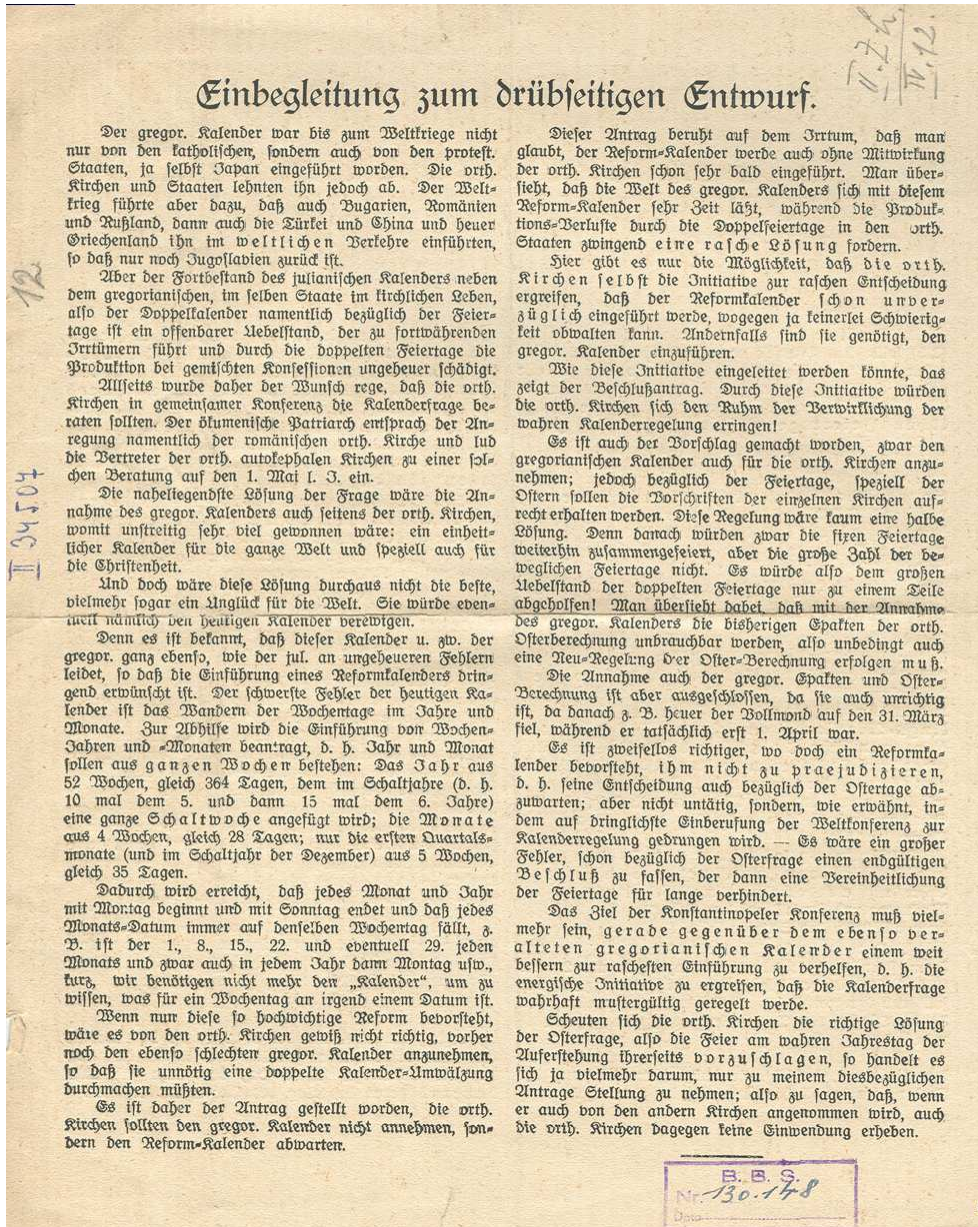 Einbegleitung zum drübseitigen Entwurf.
Der gregor. Kalender war bis zum Weltkriege nicht
nur von den katholischen, sondern auch von den protest.
Staaten, ja selbst Japan eingeführt worden. Die orth.
Kirchen und Staaten lehnten ihn jedoch ab. Der Welt-
krieg führte aber dazu, daß auch Bugarien, Romänien
und Rußland, dann auch die Türkei und China und heuer
Griechenland ihn im weltlichen Verkehre einführten,
so daß nur noch Jugoslabien zurück ist.
Aber der Fortbestand des julianischen Kalenders neben
dem gregorianischen, im selben Staate im kirchlichen Leben,
also der Doppelkalender namentlich bezüglich der Feier-
tage ist ein offenbarer Uebelstand, der zu fortwährenden
Irrtümern führt und durch die doppelten Feiertage die
Produktion bei gemischten Konfessionen ungeheuer schädigt.
Allseits wurde daher der Wunsch rege, daß die orth.
Kirchen in gemeinsamer Konferenz die Kalenderfrage be-
raten sollten. Der ökumenische Patriarch entsprach der An-
regung namentlich der romänischen orth. Kirche und lud
die Vertreter der orth. autokephalen Kirchen zu einer sol-
chen Beratung auf den 1. Mai l. J. ein.
Die naheliegendste Lösung der Frage wäre die An-
nahme des gregor. Kalenders auch seitens der orth. Kirchen,
womit unstreitig sehr viel gewonnen wäre: ein einheit-
licher Kalender für die ganze Welt und speziell auch für
die Christenheit.
Und doch wäre diese Lösung durchaus nicht die beste,
vielmehr sogar ein Unglück für die Welt. Sie würde even-
tuell nämlich den heutigen Kalender verewigen.
Denn es ist bekannt, daß dieser Kalender u. zw. der
gregor. ganz ebenso, wie der jul. an ungeheueren Fehlern
leidet, so daß die Einführung eines Reformkalenders drin-
gend erwünscht ist. Der schwerste Fehler der heutigen Ka-
lender ist das Wandern der Wochentage im Jahre und
Monate. Zur Abhilfe wird die Einführung von Wochen-
Jahren und -Monaten beantragt, d. h. Jahr und Monat
sollen aus ganzen Wochen bestehen: Das Jahr aus
52 Wochen, gleich 364 Tagen, dem im Schaltjahre (d. h.
10 mal dem 5. und dann 15 mal dem 6. Jahre)
eine ganze Schaltwoche angefügt wird; die Monate
aus 4 Wochen, gleich 28 Tagen; nur die ersten Quartals-
monate (und im Schaltjahr der Dezember) aus 5 Wochen,
gleich 35 Tagen.
Dadurch wird erreicht, daß jedes Monat und Jahr
mit Montag beginnt und mit Sonntag endet und daß jedes
Monats-Datum immer auf denselben Wochentag fällt, z.
B. ist der 1., 8., 15., 22. und eventuell 29. jeden
Monats und zwar auch in jedem Jahr dann Montag usw.,
kurz, wir benötigen nicht mehr den „Kalender“, um zu
wissen, was für ein Wochentag an irgend einem Datum ist.
Wenn nun diese so hochwichtige Reform bevorsteht,
wäre es von den orth. Kirchen gewiß nicht richtig, vorher
noch den ebenso schlechten gregor. Kalender anzunehmen,
so daß sie unnötig eine doppelte Kalender-Umwälzung
durchmachen müßten.
Es ist daher der Antrag gestellt worden, die orth.
Kirchen sollten den gregor. Kalender nicht annehmen, son-
dern den Reform-Kalender abwarten.
Dieser Antrag beruht auf dem Irrtum, daß man
glaubt, der Reform-Kalender werde auch ohne Mitwirkung
der orth. Kirchen schon sehr bald eingeführt. Man über-
sieht, daß die Welt des gregor. Kalenders sich mit diesem
Reform-Kalender sehr Zeit läßt, während die Produk-
tions-Verluste durch die Doppelfeiertage in den orth.
Staaten zwingend eine rasche Lösung fordern.
Hier gibt es nur die Möglichkeit, daß die orth.
Kirchen selbst die Initiative zur raschen Entscheidung
ergreifen, daß der Reformkalender schon unver-
züglich eingeführt werde, wogegen ja keinerlei Schwierig-
keit obwalten kann. Andernfalls sind sie genötigt, den
gregor. Kalender einzuführen.
Wie diese Initiative eingeleitet werden könnte, das
zeigt der Beschlußantrag. Durch diese Initiative würden
die orth. Kirchen sich den Ruhm der Verwirklichung der
wahren Kalenderregelung erringen!
Es ist auch der Vorschlag gemacht worden, zwar den
gregorianischen Kalender auch für die orth. Kirchen anzu-
nehmen; jedoch bezüglich der Feiertage, speziell der
Ostern sollen die Vorschriften der einzelnen Kirchen auf-
recht erhalten werden. Diese Regelung wäre kaum eine halbe
Lösung. Denn danach würden zwar die fixen Feiertage
weiterhin zusammengefeiert, aber die große Zahl der be-
weglichen Feiertage nicht. Es würde also dem großen
Uebelstand der doppelten Feiertage nur zu einem Teile
abgeholfen! Man übersieht dabei, daß mit der Annahme
des gregor. Kalenders die bisherigen Epakten der orth.
Osterberechnung unbrauchbar werden, also unbedingt auch
eine Neu-Regelung der Oster-Berechnung erfolgen muß.
Die Annahme auch der gregor. Epakten und Oster-
Berechnung ist aber ausgeschlossen, da sie auch unrichtig
ist, da danach z. B. heuer der Vollmond auf den 31. März
fiel, während er tatsächlich erst 1. April war.
Es ist zweifellos richtiger, wo doch ein Reformka-
lender bevorsteht, ihm nicht zu praejudizieren,
d. h. seine Entscheidung auch bezüglich der Ostertage ab-
zuwarten; aber nicht untätig, sondern, wie erwähnt, in-
dem auf dringlichste Einberufung der Weltkonferenz zur
Kalenderregelung gedrungen wird. — Es wäre ein großer
Fehler, schon bezüglich der Osterfrage einen endgültigen
Beschluß zu fassen, der dann eine Vereinheitlichung
der Feiertage für lange verhindert.
Das Ziel der Konstantinopeler Konferenz muß viel-
mehr sein, gerade gegenüber dem ebenso ver-
alteten gregorianischen Kalender einem weit
bessern zur raschesten Einführung zu verhelfen, d. h. die
energische Initiative zu ergreifen, daß die Kalenderfrage
wahrhaft mustergültig geregelt werde.
Scheuten sich die orth. Kirchen die richtige Lösung
der Osterfrage, also die Feier am wahren Jahrestag der
Auferstehung ihrerseits vorzuschlagen, so handelt es
sich ja vielmehr darum, nur zu meinem diesbezüglichen
Antrage Stellung zu nehmen; also zu sagen, daß, wenn
er auch von den andern Kirchen angenommen wird, auch
die orth. Kirchen dagegen keine Einwendung erheben.
12
II 34507
IV.12.
B. B. S.
Nr. 130.148
Dato